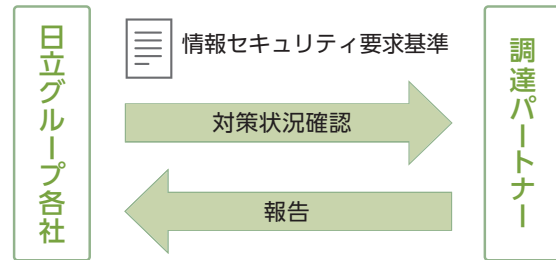 日立グループ各社
情報セキュリティ要求基準
対策状況確認
報告
調達パートナー